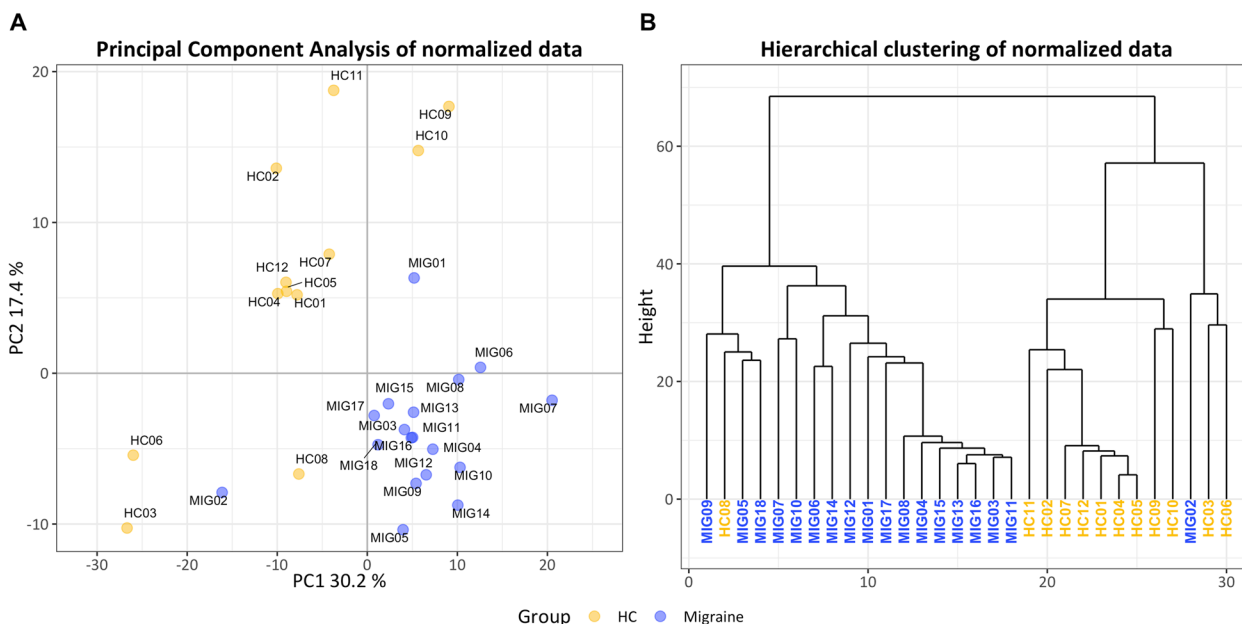 A
Principal Component Analysis of normalized data
20
10
0
-10
PC2 17.4 %
HC11
HC09
HC10
HC02
HC07
MIG01
HC12
HC05
HC04
HC01
MIG06
MIG08
MIG07
MIG15
MIG17
MIG13
MIG03
MIG11
MIG16
MIG04
MIG18
MIG12
MIG10
MIG09
MIG14
MIG05
HC06
HC08
MIG02
HC03
-30
-20
-10
0
10
20
PC1 30.2 %
B
Hierarchical clustering of normalized data
Height
60
40
20
0
MIG09
HC08
MIG05
MIG18
MIG07
MIG10
MIG06
MIG14
MIG12
MIG01
MIG17
MIG08
MIG04
MIG15
MIG13
MIG16
MIG03
MIG11
HC11
HC02
HC07
HC12
HC01
HC04
HC05
HC09
HC10
MIG02
HC03
HC06
0
10
20
30
Group HC Migraine